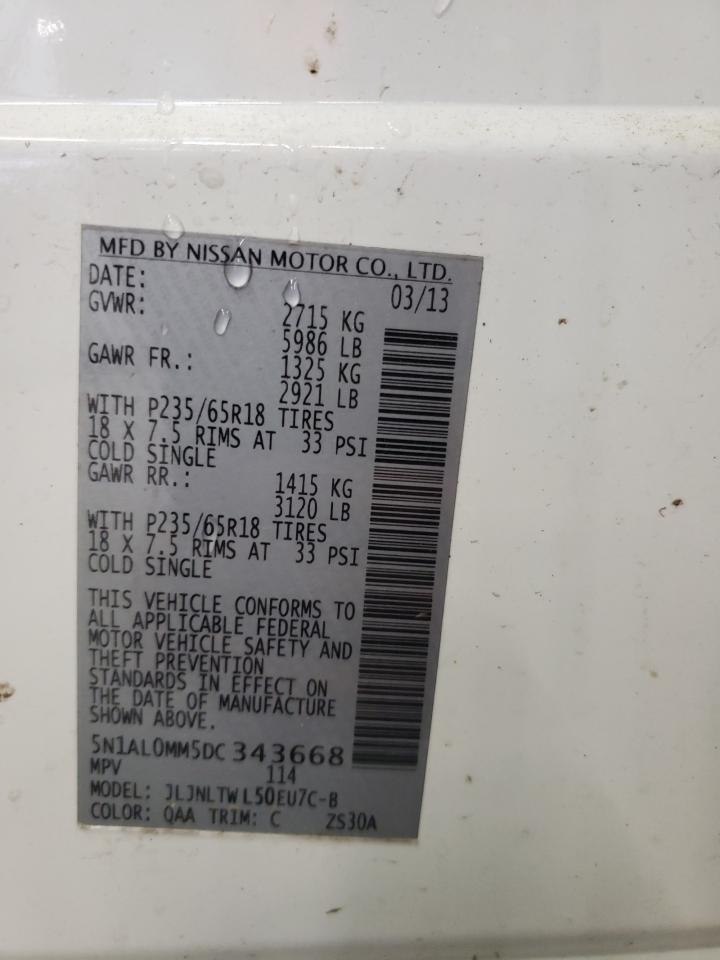 MFD BY NISSAN MOTOR CO., LTD.
DATE: 03/13
GVWR: 2715 KG
5986 LB
GAWR FR.: 1325 KG
2921 LB
WITH P235/65R18 TIRES
18 X 7.5 RIMS AT 33 PSI
COLD SINGLE
GAWR RR.: 1415 KG
3120 LB
WITH P235/65R18 TIRES
18 X 7.5 RIMS AT 33 PSI
COLD SINGLE
THIS VEHICLE CONFORMS TO
ALL APPLICABLE FEDERAL
MOTOR VEHICLE SAFETY AND
THEFT PREVENTION
STANDARDS IN EFFECT ON
THE DATE OF MANUFACTURE
SHOWN ABOVE.
5N1AL0MM5DC 343668
MPV 114
MODEL: JLJNLTW L50EU7C-B
COLOR: QAA TRIM: C ZS30A